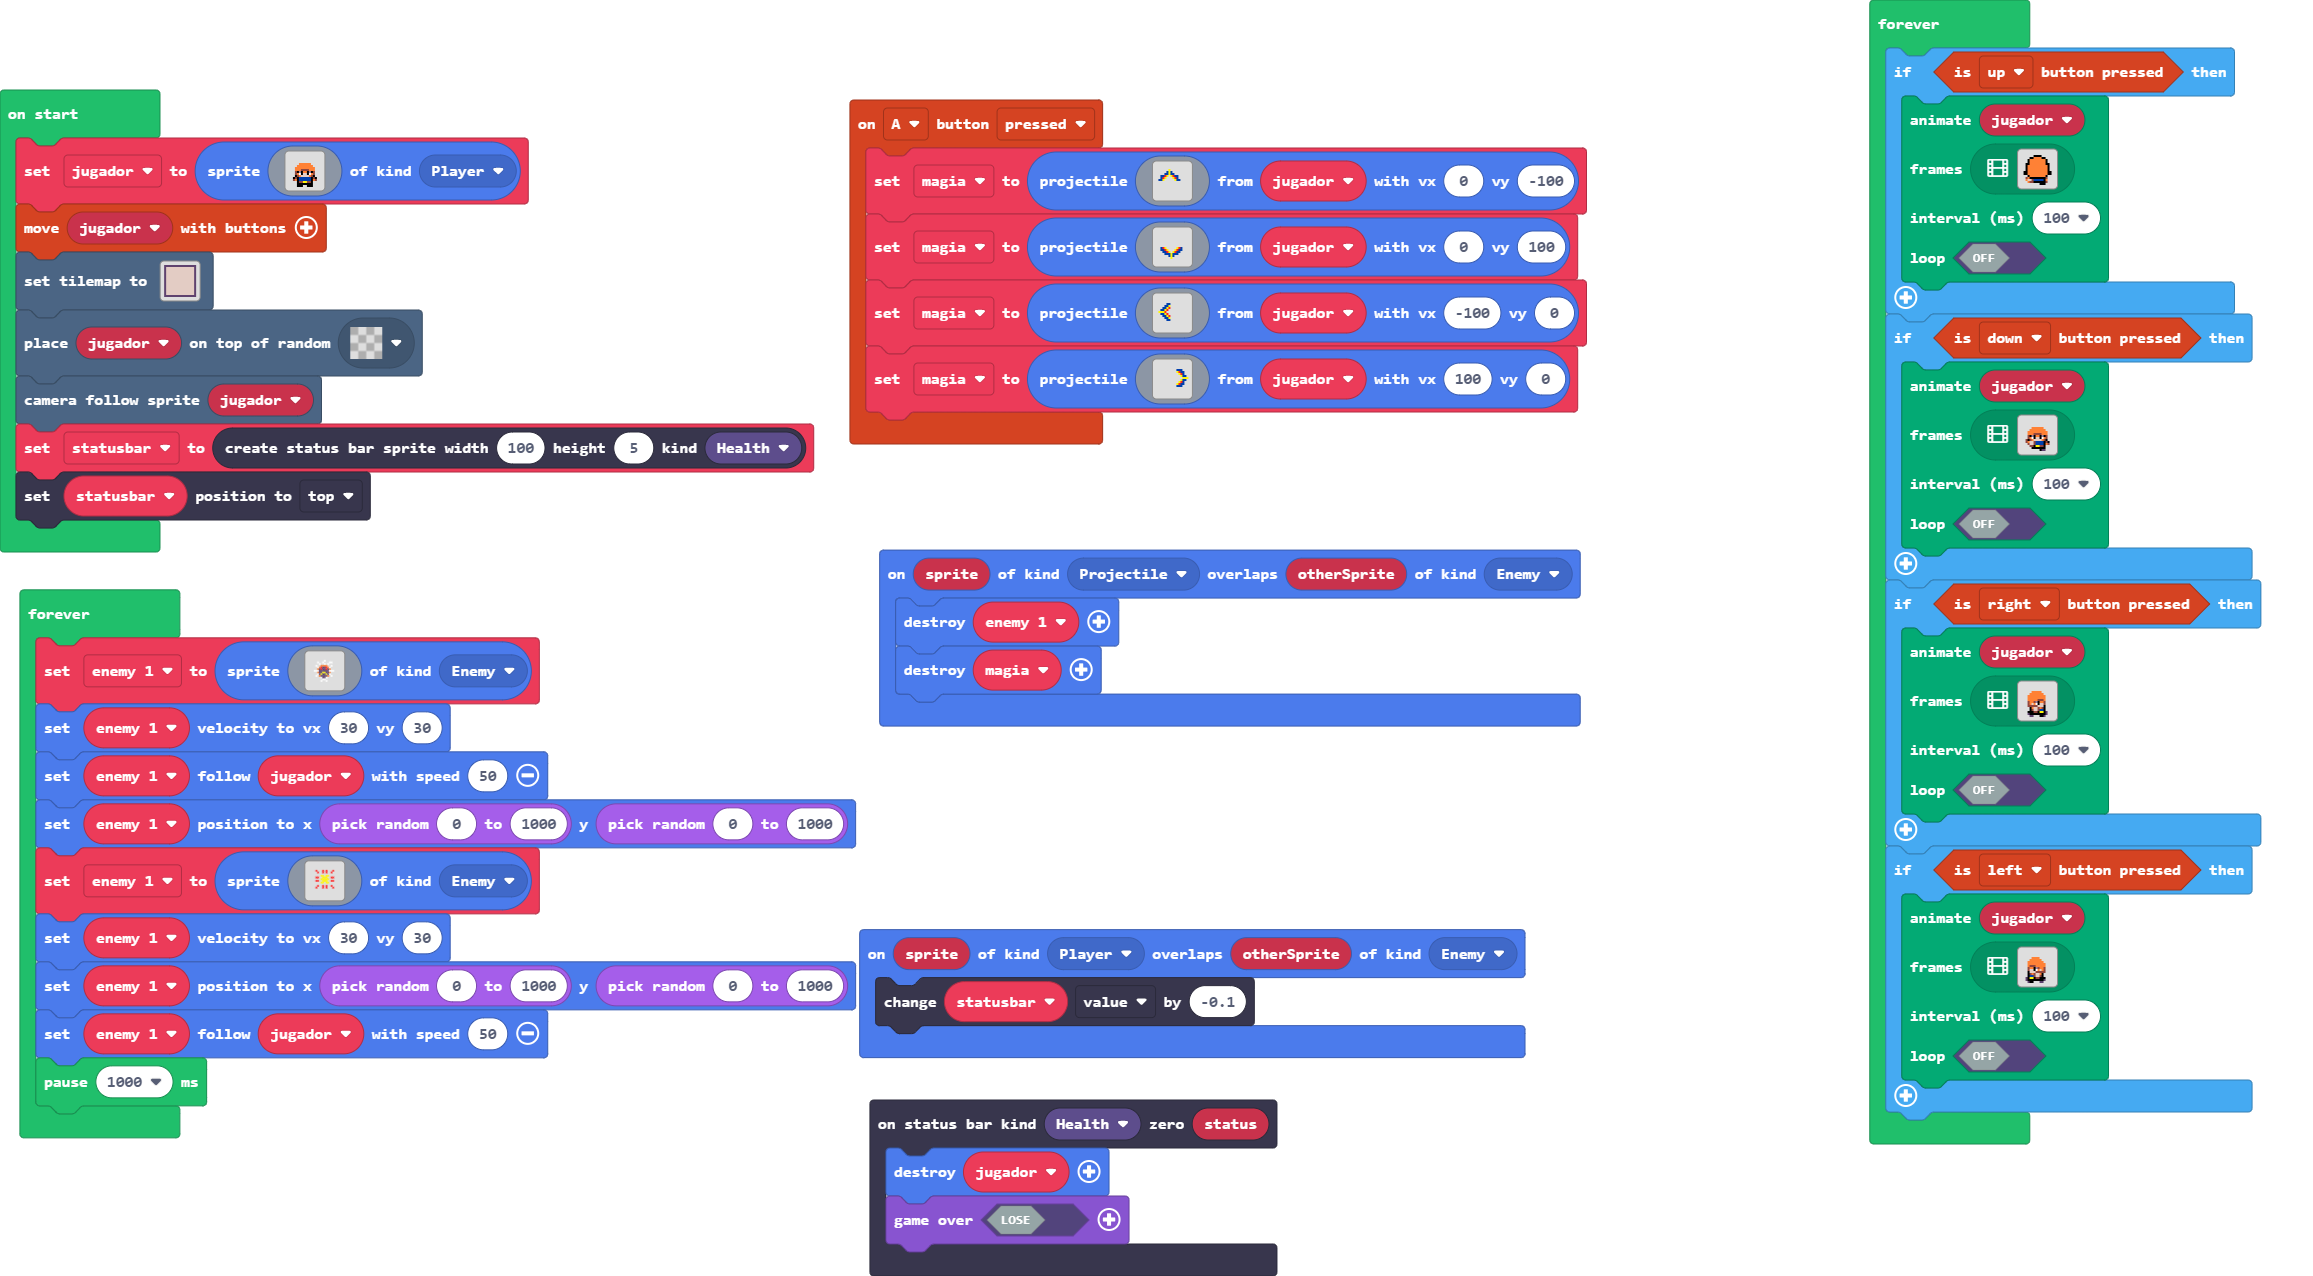 on start
set jugador to sprite of kind Player
move jugador with buttons
set tilemap to
place jugador on top of random
camera follow sprite jugador
set statusbar to create status bar sprite width 100 height 5 kind Health
set statusbar position to top
forever
set enemy 1 to sprite of kind Enemy
set enemy 1 velocity to vx 30 vy 30
set enemy 1 follow jugador with speed 50
set enemy 1 position to x pick random 0 to 1000 y pick random 0 to 1000
set enemy 1 to sprite of kind Enemy
set enemy 1 velocity to vx 30 vy 30
set enemy 1 position to x pick random 0 to 1000 y pick random 0 to 1000
set enemy 1 follow jugador with speed 50
pause 1000 ms
on A button pressed
set magia to projectile from jugador with vx 0 vy -100
set magia to projectile from jugador with vx 0 vy 100
set magia to projectile from jugador with vx -100 vy 0
set magia to projectile from jugador with vx 100 vy 0
on sprite of kind Projectile overlaps otherSprite of kind Enemy
destroy enemy 1
destroy magia
on sprite of kind Player overlaps otherSprite of kind Enemy
change statusbar value by -0.1
on status bar kind Health zero status
destroy jugador
game over LOSE
forever
if is up button pressed then
animate jugador
frames
interval (ms) 100
loop OFF
if is down button pressed then
animate jugador
frames
interval (ms) 100
loop OFF
if is right button pressed then
animate jugador
frames
interval (ms) 100
loop OFF
if is left button pressed then
animate jugador
frames
interval (ms) 100
loop OFF